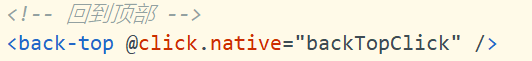 <!-- 回到顶部 -->
<back-top @click.native="backTopClick" />